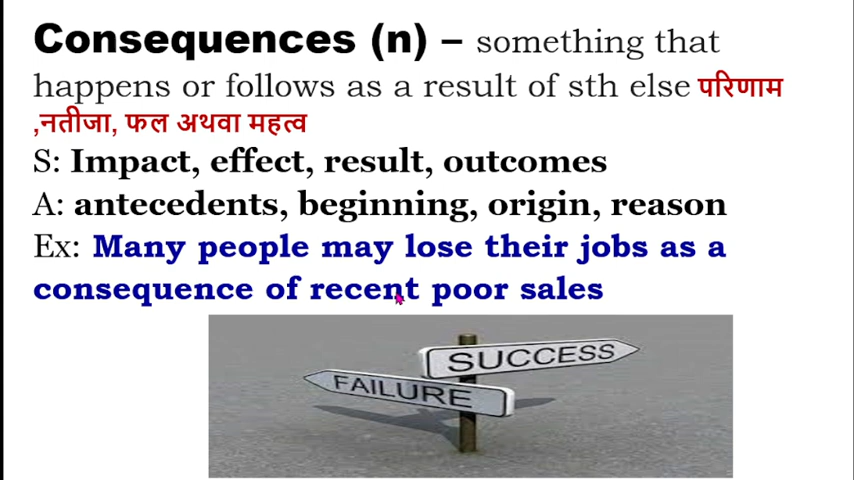 Consequences (n) – something that
happens or follows as a result of sth else परिणाम
,नतीजा, फल अथवा महत्व
S: Impact, effect, result, outcomes
A: antecedents, beginning, origin, reason
Ex: Many people may lose their jobs as a
consequence of recent poor sales
SUCCESS
FAILURE